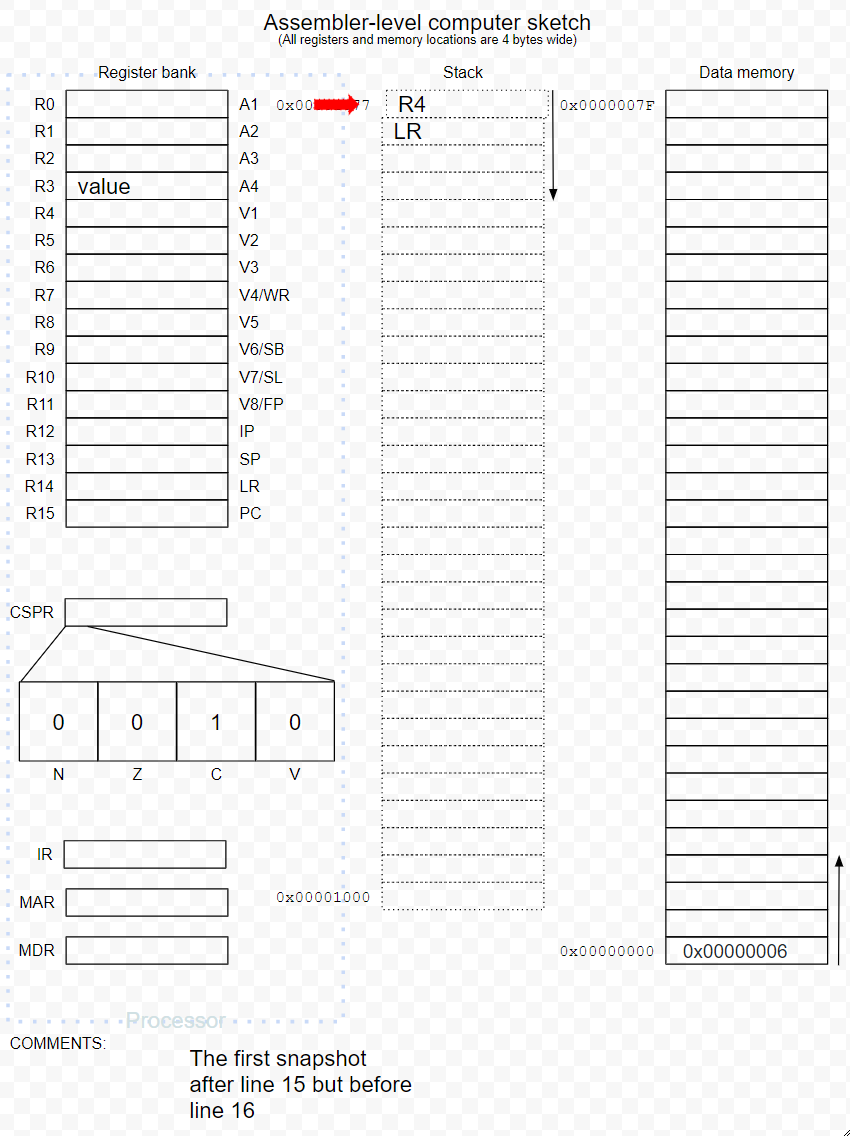 Assembler-level computer sketch
(All registers and memory locations are 4 bytes wide)
Register bank
Stack
Data memory
R0 A1
R1 A2
R2 A3
R3 value A4
R4 V1
R5 V2
R6 V3
R7 V4/WR
R8 V5
R9 V6/SB
R10 V7/SL
R11 V8/FP
R12 IP
R13 SP
R14 LR
R15 PC
R4
LR
0x0000007F
CSPR
0 0 1 0
N Z C V
IR
MAR
MDR
0x00001000
0x00000000 0x00000006
Processor
COMMENTS:
The first snapshot
after line 15 but before
line 16